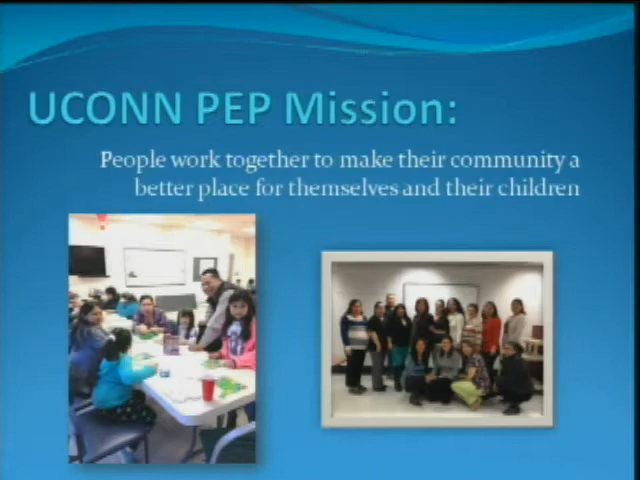 UCONN PEP Mission:
People work together to make their community a
better place for themselves and their children